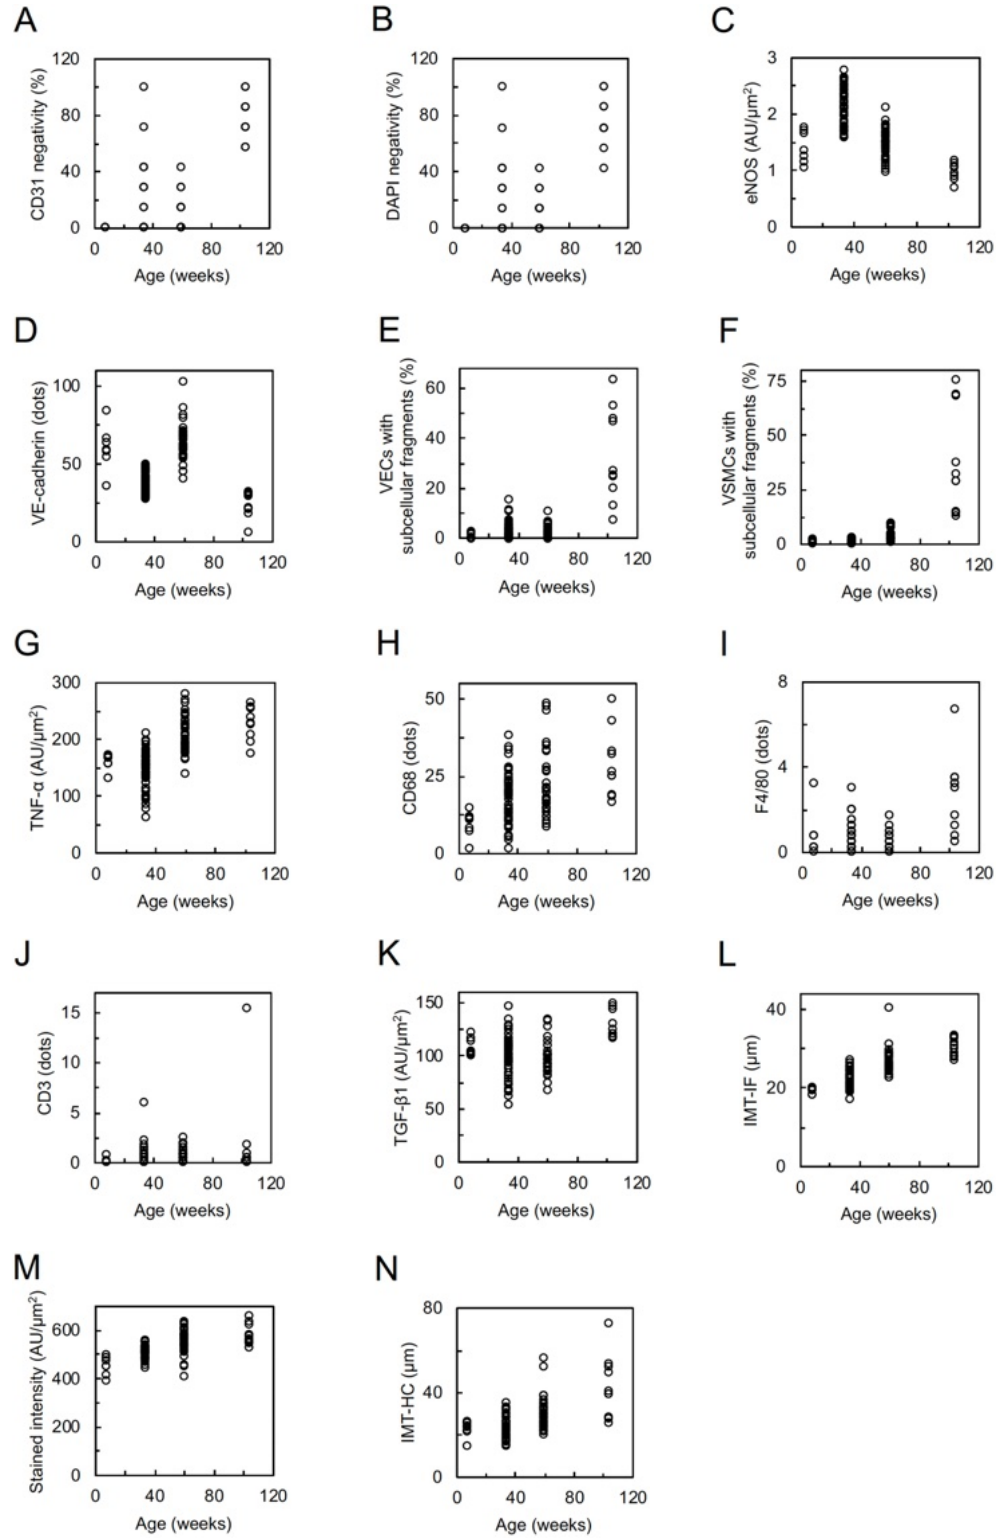 A
CD31 negativity (%)
120
80
40
0
0 40 80 120
Age (weeks)
B
DAPI negativity (%)
120
80
40
0
0 40 80 120
Age (weeks)
C
eNOS (AU/μm²)
3
2
1
0
0 40 80 120
Age (weeks)
D
VE-cadherin (dots)
100
50
0
0 40 80 120
Age (weeks)
E
VECs with
subcellular fragments (%)
60
40
20
0
0 40 80 120
Age (weeks)
F
VSMCs with
subcellular fragments (%)
75
50
25
0
0 40 80 120
Age (weeks)
G
TNF-α (AU/μm²)
300
200
100
0
0 40 80 120
Age (weeks)
H
CD68 (dots)
50
25
0
0 40 80 120
Age (weeks)
I
F4/80 (dots)
8
4
0
0 40 80 120
Age (weeks)
J
CD3 (dots)
15
10
5
0
0 40 80 120
Age (weeks)
K
TGF-β1 (AU/μm²)
150
100
50
0
0 40 80 120
Age (weeks)
L
IMT-IF (μm)
40
20
0
0 40 80 120
Age (weeks)
M
Stained intensity (AU/μm²)
600
400
200
0
0 40 80 120
Age (weeks)
N
IMT-HC (μm)
80
40
0
0 40 80 120
Age (weeks)